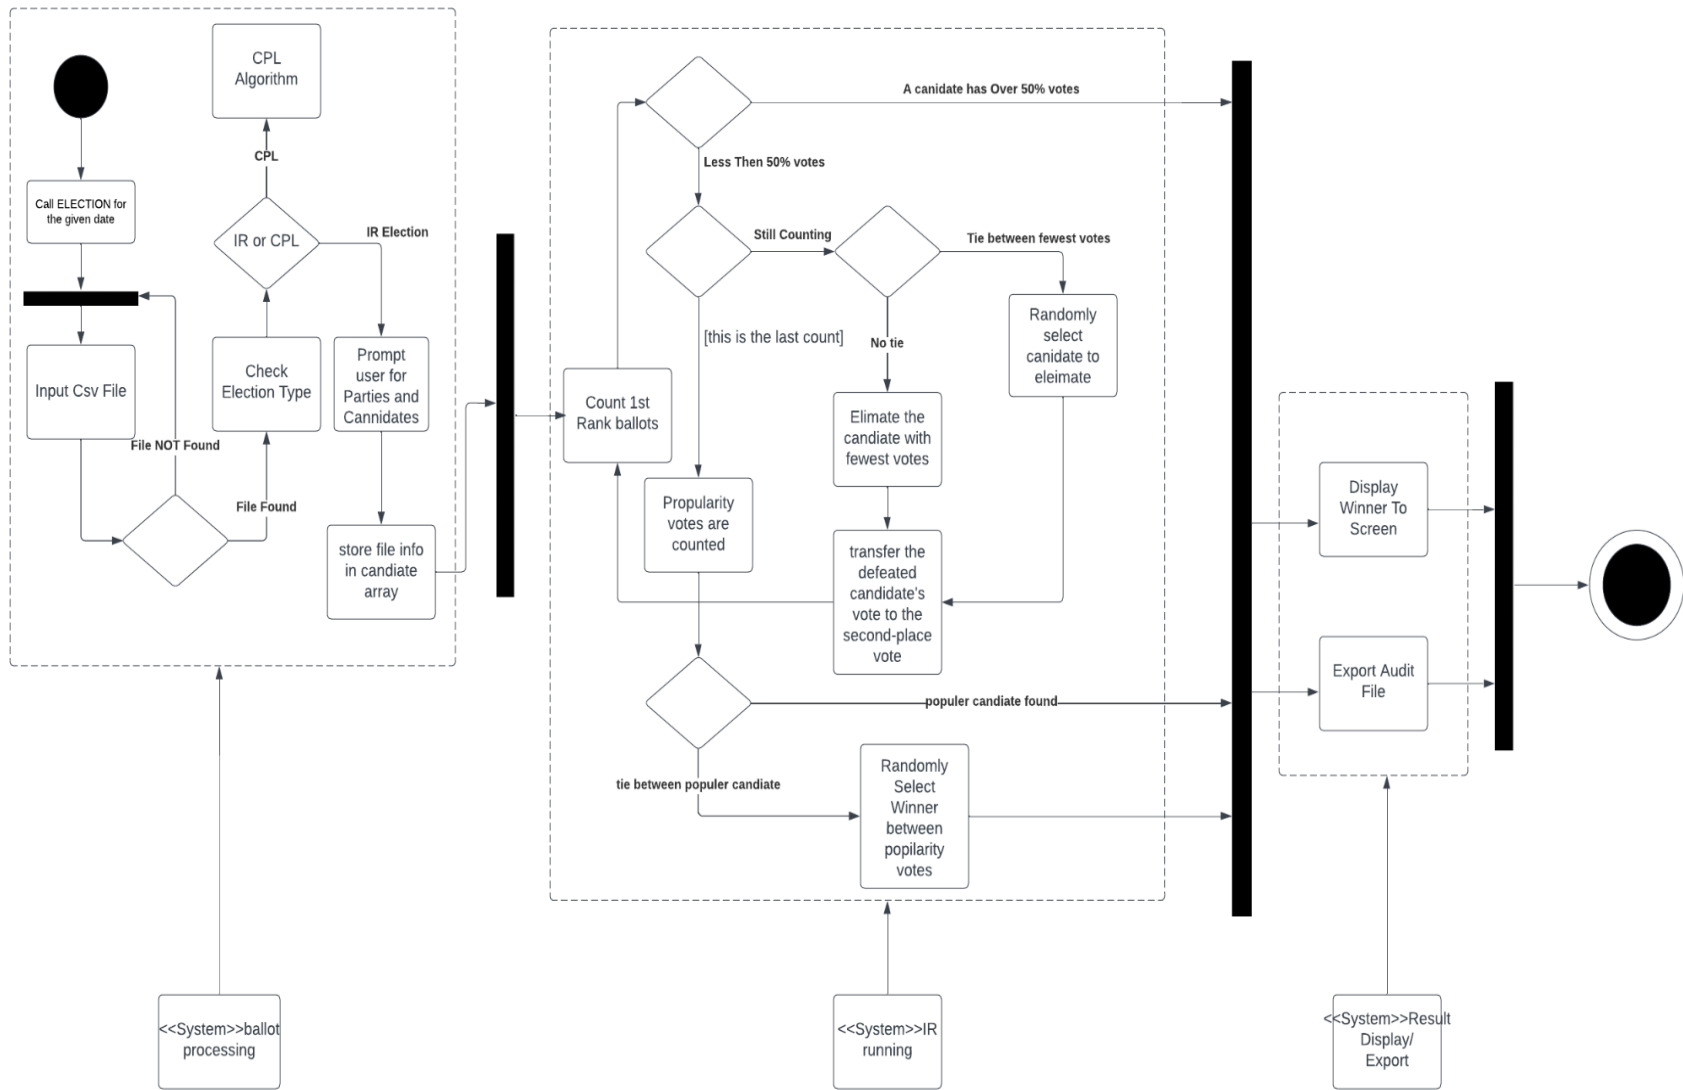 CPL
Algorithm
CPL
Call ELECTION for
the given date
IR or CPL
IR Election
Input Csv File
Check
Election Type
Prompt
user for
Parties and
Cannidates
File NOT Found
File Found
store file info
in candiate
array
<<System>>ballot
processing
A canidate has Over 50% votes
Less Then 50% votes
Still Counting
Tie between fewest votes
[this is the last count]
No tie
Randomly
select
canidate to
eleimate
Count 1st
Rank ballots
Elimate the
candiate with
fewest votes
Propularity
votes are
counted
transfer the
defeated
candidate's
vote to the
second-place
vote
populer candiate found
tie between populer candiate
Randomly
Select
Winner
between
popilarity
votes
<<System>>IR
running
Display
Winner To
Screen
Export Audit
File
<<System>>Result
Display/
Export